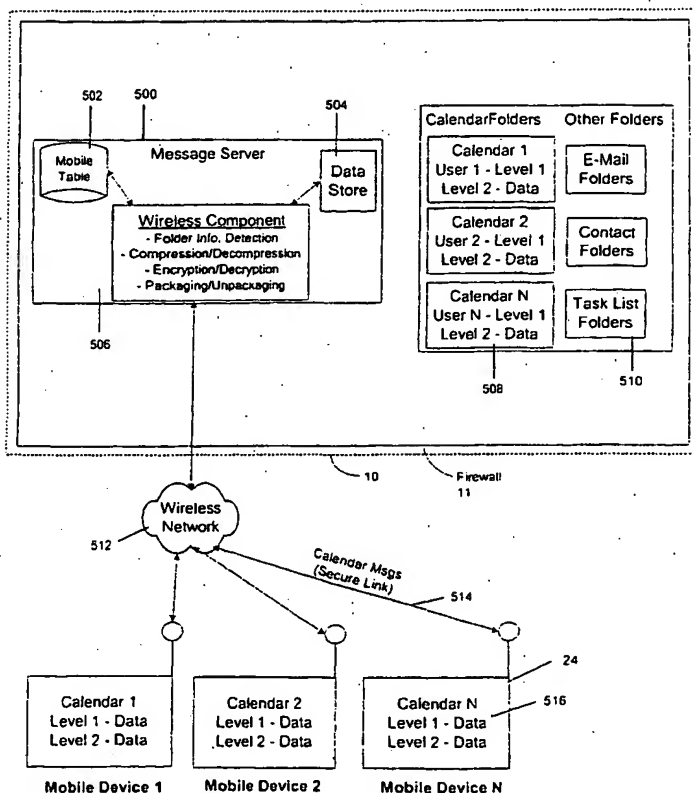 502
500
504
Message Server
Mobile
Table
Data
Store
Wireless Component
- Folder Info. Detection
- Compression/Decompression
- Encryption/Decryption
- Packaging/Unpackaging
506
CalendarFolders
Other Folders
Calendar 1
User 1 - Level 1
Level 2 - Data
E-Mail
Folders
Calendar 2
User 2 - Level 1
Level 2 - Data
Contact
Folders
Calendar N
User N - Level 1
Level 2 - Data
Task List
Folders
508
510
10
Firewall
11
Wireless
Network
512
Calendar Msgs
(Secure Link)
514
24
516
Calendar 1
Level 1 - Data
Level 2 - Data
Calendar 2
Level 1 - Data
Level 2 - Data
Calendar N
Level 1 - Data
Level 2 - Data
Mobile Device 1
Mobile Device 2
Mobile Device N